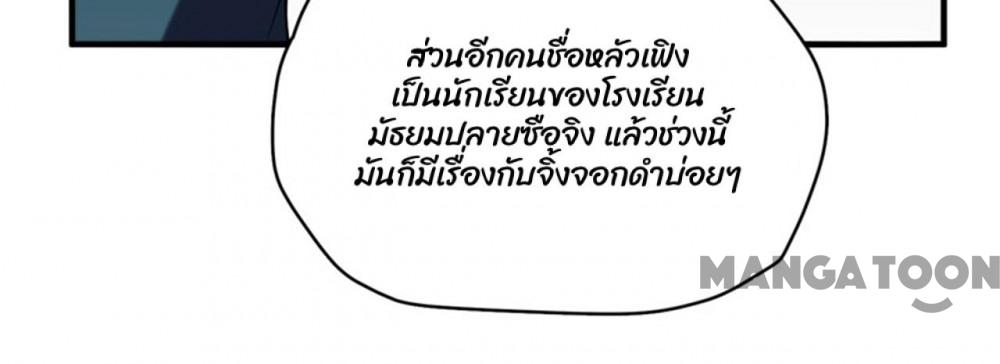 ส่วนอีกคนชื่อหลัวเฟิง
เป็นนักเรียนของโรงเรียน
มัธยมปลายซือจิง แล้วช่วงนี้
มันก็มีเรื่องกับจิ้งจอกดำบ่อยๆ
MANGATOON